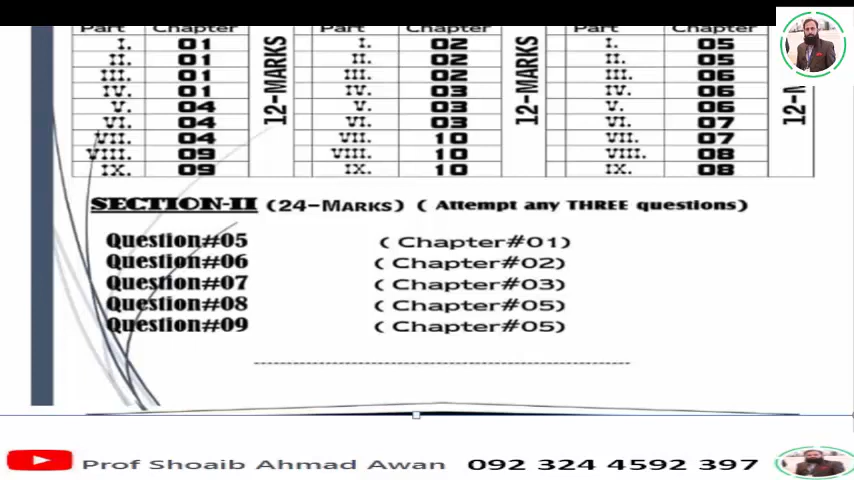 Part Chapter Part Chapter Part Chapter
I. 01 I. 02 I. 05
II. 01 II. 02 II. 05
III. 01 III. 02 III. 06
IV. 01 IV. 03 IV. 06
V. 04 V. 03 V. 06
VI. 04 VI. 03 VI. 07
VII. 04 VII. 10 VII. 07
VIII. 09 VIII. 10 VIII. 08
IX. 09 IX. 10 IX. 08
12-MARKS
12-MARKS
12-M
SECTION-II (24-MARKS) ( Attempt any THREE questions)
Question#05 ( Chapter#01)
Question#06 ( Chapter#02)
Question#07 ( Chapter#03)
Question#08 ( Chapter#05)
Question#09 ( Chapter#05)
Prof Shoaib Ahmad Awan 092 324 4592 397